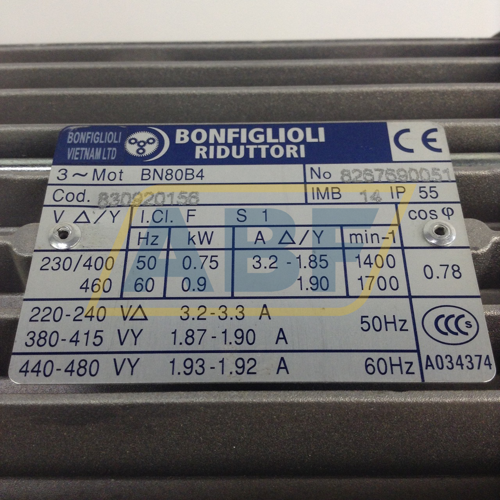 BONFIGLIOLI VIETNAM LTD
BONFIGLIOLI
RIDUTTORI
CE
3~Mot BN80B4 No 8267690051
Cod. 830920156 IMB 14 IP 55
V △/Y I.Cl. F S 1 cos φ
Hz kW A △/Y min-1
230/400 50 0.75 3.2 -1.85 1400 0.78
460 60 0.9 1.90 1700
220-240 V△ 3.2-3.3 A 50Hz
380-415 VY 1.87-1.90 A
CCC S
440-480 VY 1.93-1.92 A 60Hz A034374
ABF